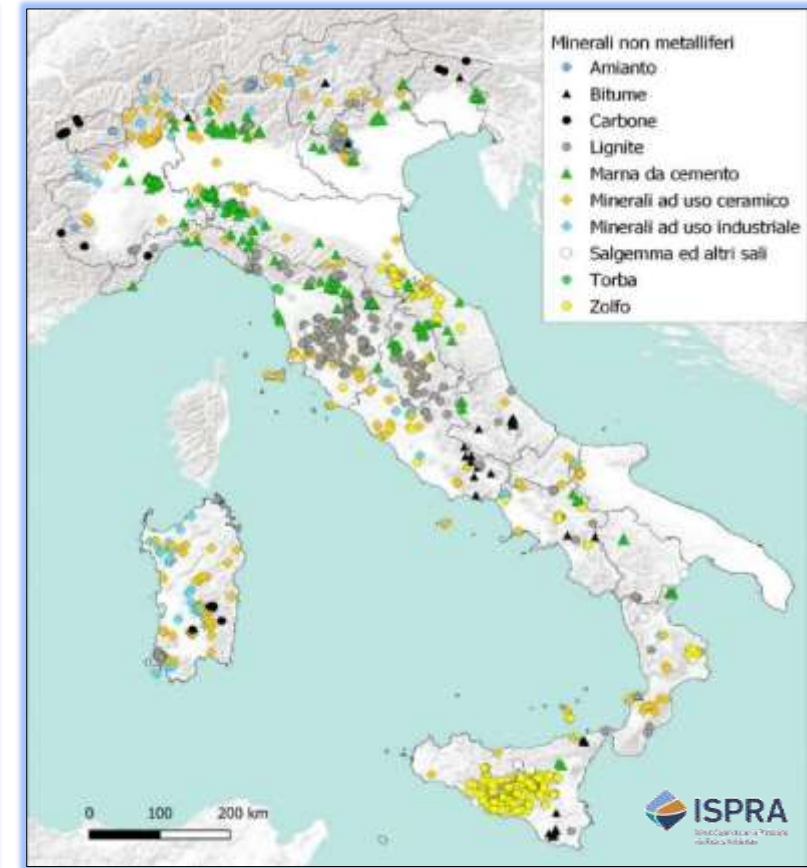 Minerali non metalliferi
Amianto
Bitume
Carbone
Lignite
Marna da cemento
Minerali ad uso ceramico
Minerali ad uso industriale
Salgemma ed altri sali
Torba
Zolfo
0 100 200 km
ISPRA